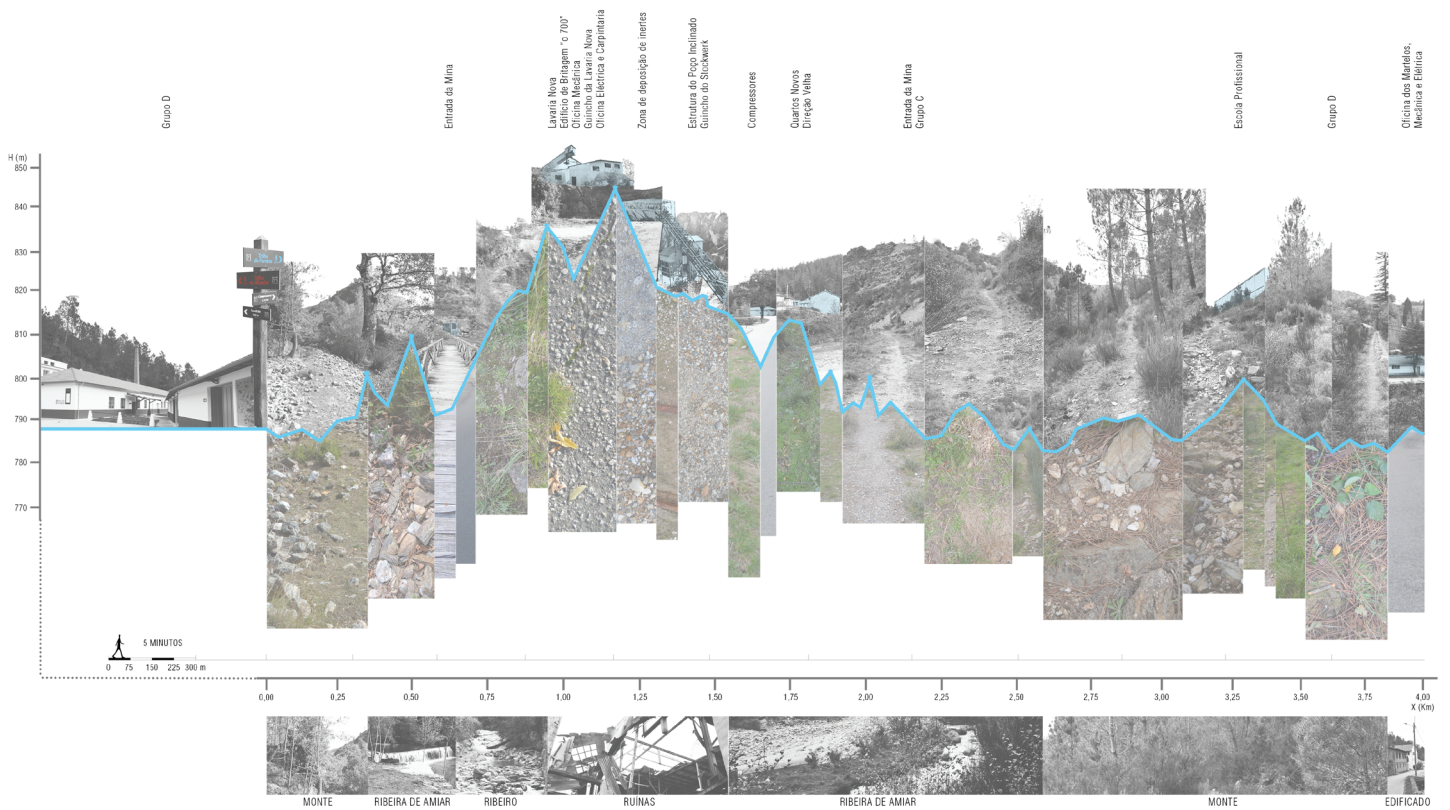 Grupo D
Entrada da Mina
Lavaria Nova
Edifício de Britagem "o 700"
Oficina Mecânica
Guincho da Lavaria Nova
Oficina Eléctrica e Carpintaria
Zona de deposição de inertes
Estrutura do Poço Inclinado
Guincho do Stockwerk
Compressores
Quartos Novos
Direção Velha
Entrada da Mina
Grupo C
Escola Profissional
Grupo D
Oficina dos Martelos,
Mecânica e Elétrica
H (m)
850
840
830
820
810
800
790
780
770
5 MINUTOS
0 75 150 225 300 m
0,00 0,25 0,50 0,75 1,00 1,25 1,50 1,75 2,00 2,25 2,50 2,75 3,00 3,25 3,50 3,75 4,00
X (Km)
MONTE RIBEIRA DE AMIAR RIBEIRO RUÍNAS RIBEIRA DE AMIAR MONTE EDIFICADO